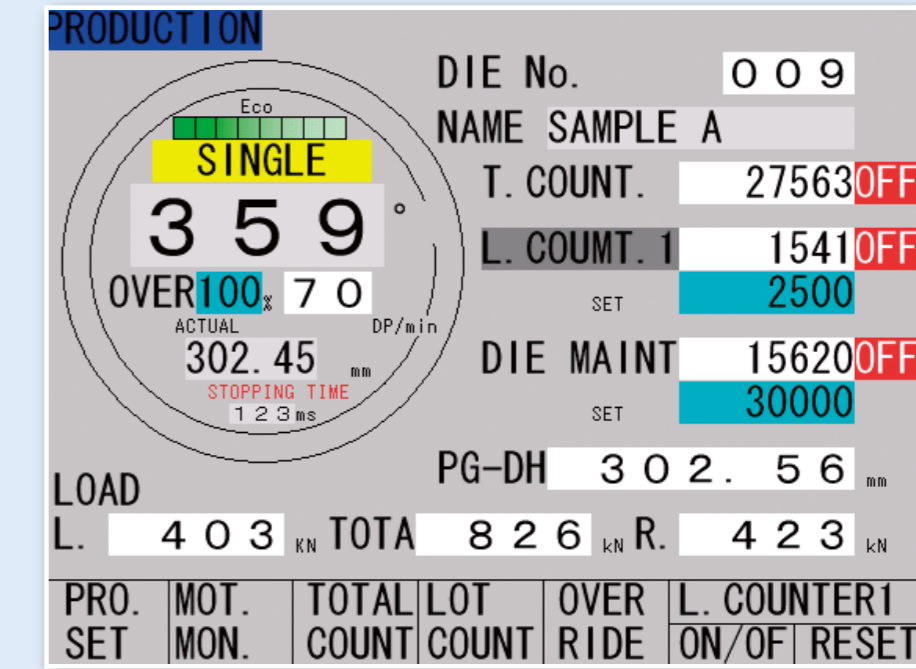 PRODUCTION
DIE No. 009
Eco
NAME SAMPLE A
SINGLE
T. COUNT. 27563 OFF
359°
L. COUMT. 1 1541 OFF
OVER 100% 70
SET 2500
ACTUAL DP/min
302.45 mm
DIE MAINT 15620 OFF
STOPPING TIME
123ms
SET 30000
PG-DH 302.56 mm
LOAD
L. 403 KN TOTA 826 kN R. 423 kN
PRO. SET
MOT. MON.
TOTAL COUNT
LOT COUNT
OVER RIDE
L. COUNTER1
ON/OF RESET